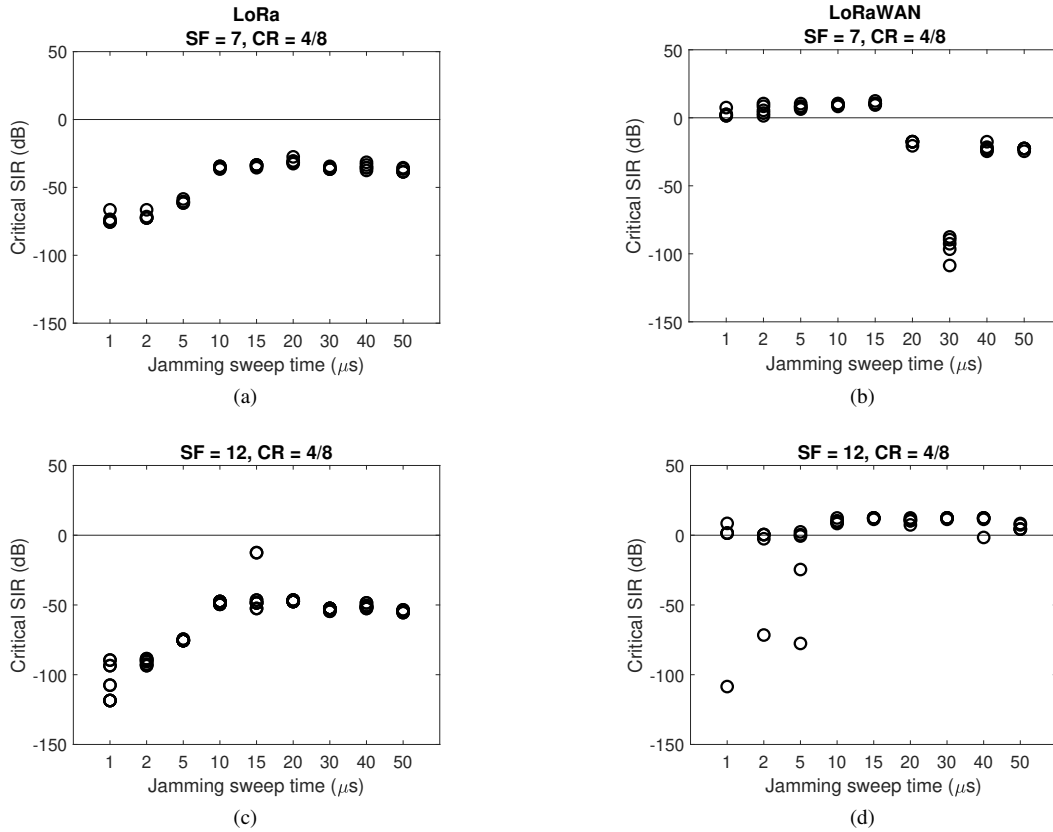 LoRa
SF = 7, CR = 4/8
50
0
-50
-100
-150
Critical SIR (dB)
1 2 5 10 15 20 30 40 50
Jamming sweep time (μs)
(a)
LoRaWAN
SF = 7, CR = 4/8
50
0
-50
-100
-150
Critical SIR (dB)
1 2 5 10 15 20 30 40 50
Jamming sweep time (μs)
(b)
SF = 12, CR = 4/8
50
0
-50
-100
-150
Critical SIR (dB)
1 2 5 10 15 20 30 40 50
Jamming sweep time (μs)
(c)
SF = 12, CR = 4/8
50
0
-50
-100
-150
Critical SIR (dB)
1 2 5 10 15 20 30 40 50
Jamming sweep time (μs)
(d)